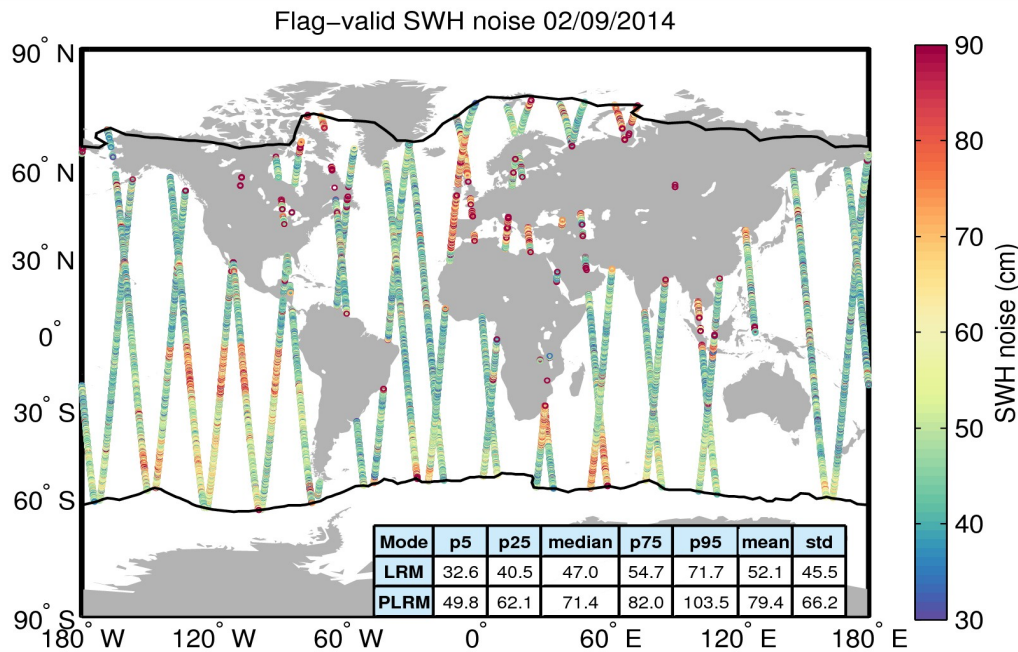 Flag−valid SWH noise 02/09/2014
90° N
60° N
30° N
0°
30° S
60° S
90° S
180° W
120° W
60° W
0°
60° E
120° E
180° E
90
80
70
60
50
40
30
SWH noise (cm)
Mode p5 p25 median p75 p95 mean std
LRM 32.6 40.5 47.0 54.7 71.7 52.1 45.5
PLRM 49.8 62.1 71.4 82.0 103.5 79.4 66.2